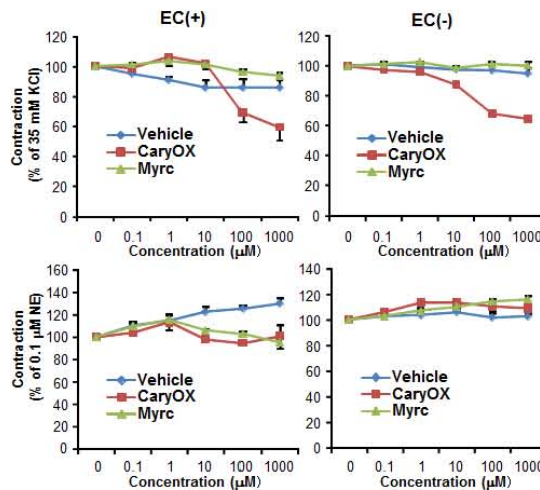 EC(+)
EC(-)
Contraction
(% of 35 mM KCl)
120
100
80
60
40
20
0
Vehicle
CaryOX
Myrc
0 0.1 1 10 100 1000
Concentration (μM)
120
100
80
60
40
20
0
Vehicle
CaryOX
Myrc
0 0.1 1 10 100 1000
Concentration (μM)
Contraction
(% of 0.1 μM NE)
160
140
120
100
80
60
40
20
0
Vehicle
CaryOX
Myrc
0 0.1 1 10 100 1000
Concentration (μM)
140
120
100
80
60
40
20
0
Vehicle
CaryOX
Myrc
0 0.1 1 10 100 1000
Concentration (μM)